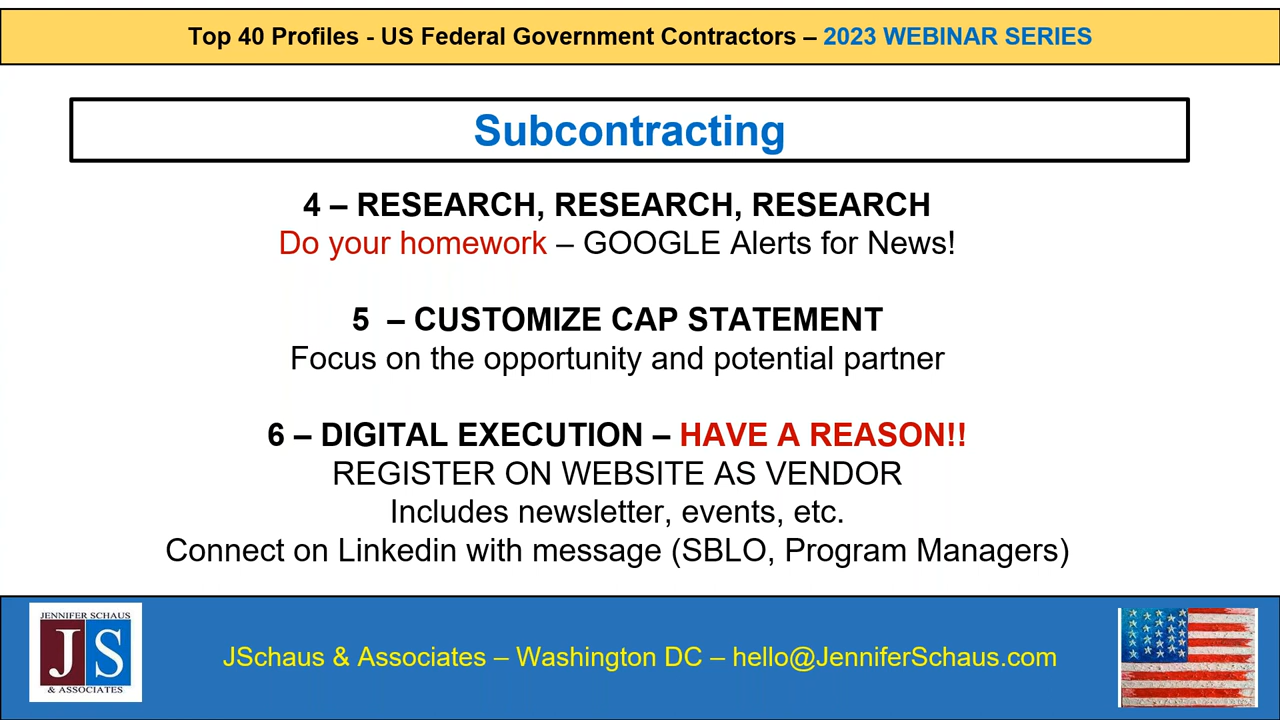 Top 40 Profiles - US Federal Government Contractors – 2023 WEBINAR SERIES
Subcontracting
4 – RESEARCH, RESEARCH, RESEARCH
Do your homework – GOOGLE Alerts for News!
5 – CUSTOMIZE CAP STATEMENT
Focus on the opportunity and potential partner
6 – DIGITAL EXECUTION – HAVE A REASON!!
REGISTER ON WEBSITE AS VENDOR
Includes newsletter, events, etc.
Connect on Linkedin with message (SBLO, Program Managers)
JENNIFER SCHAUS
JS
& ASSOCIATES
JSchaus & Associates – Washington DC – hello@JenniferSchaus.com